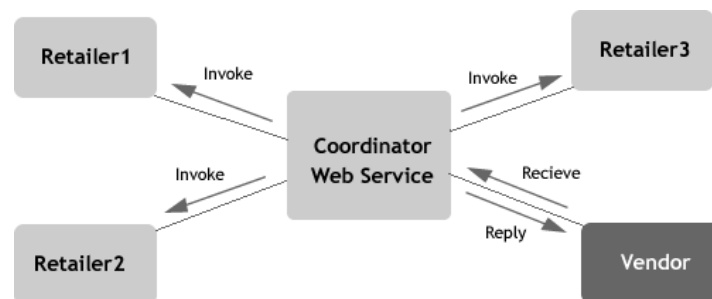 Retailer1
Invoke
Invoke
Retailer3
Coordinator
Web Service
Invoke
Recieve
Reply
Retailer2
Vendor